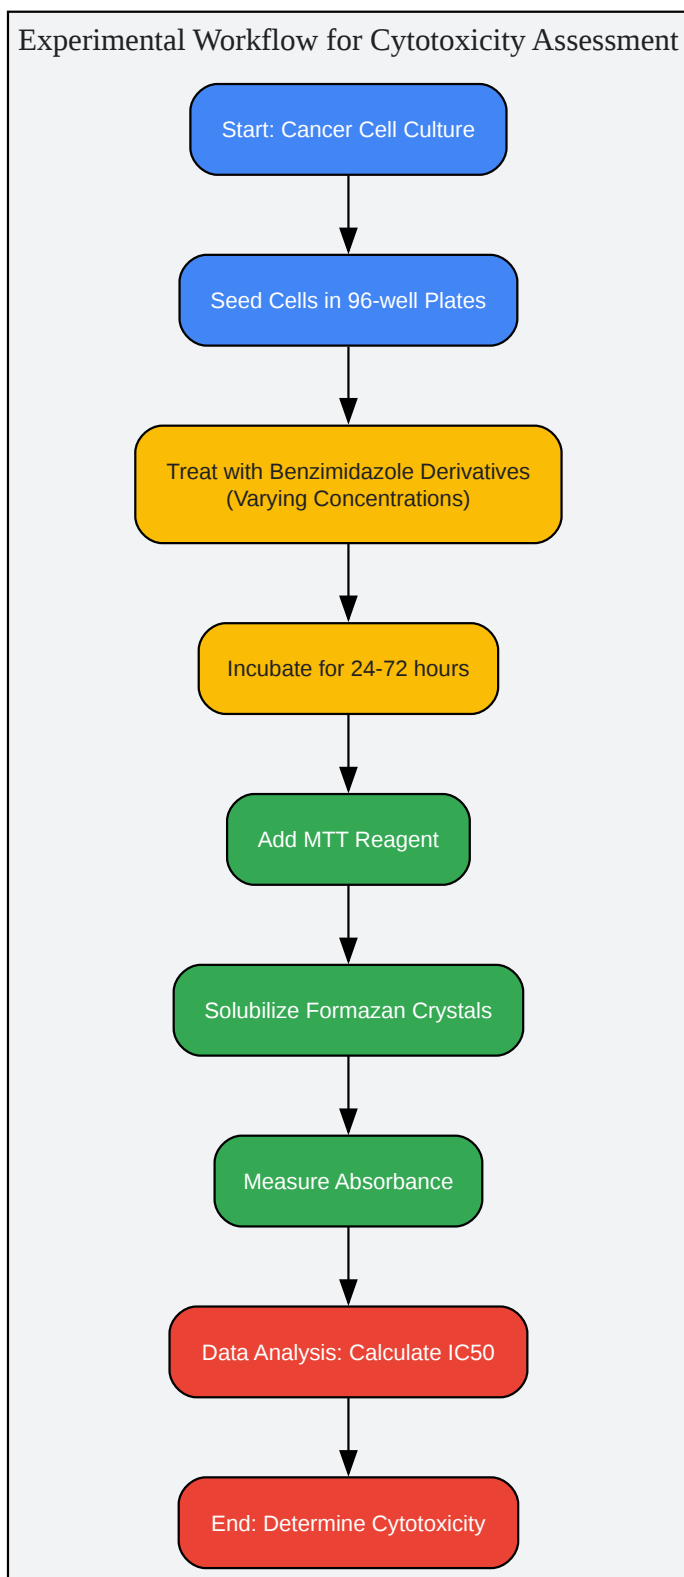 Experimental Workflow for Cytotoxicity Assessment
Start: Cancer Cell Culture
Seed Cells in 96-well Plates
Treat with Benzimidazole Derivatives
(Varying Concentrations)
Incubate for 24-72 hours
Add MTT Reagent
Solubilize Formazan Crystals
Measure Absorbance
Data Analysis: Calculate IC50
End: Determine Cytotoxicity